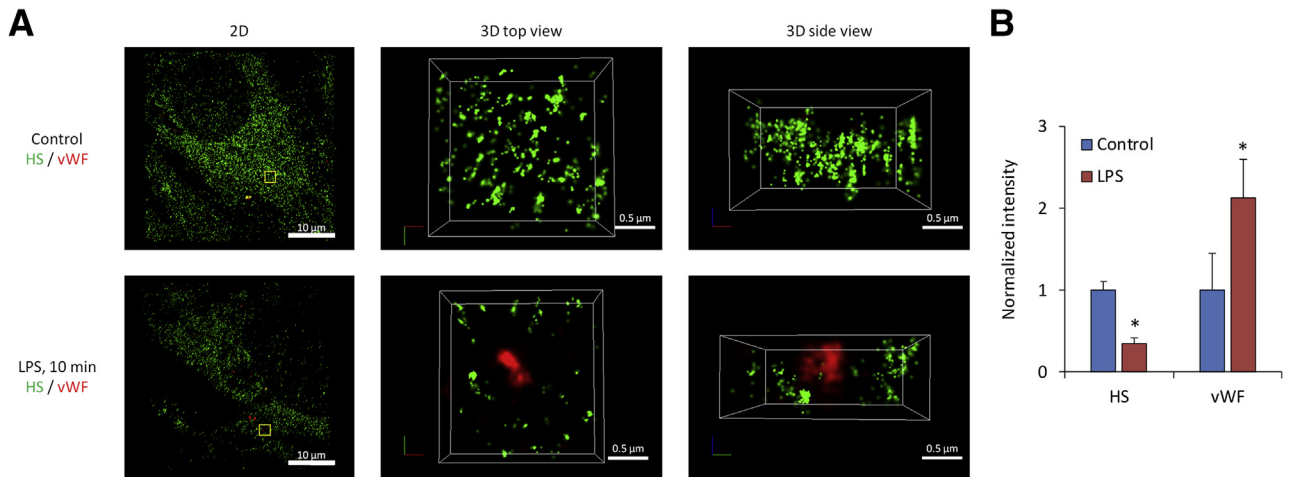 A
2D
3D top view
3D side view
Control
HS / vWF
10 μm
0.5 μm
0.5 μm
LPS, 10 min
HS / vWF
10 μm
0.5 μm
0.5 μm
B
Normalized intensity
3
2
1
0
Control
LPS
*
*
HS
vWF